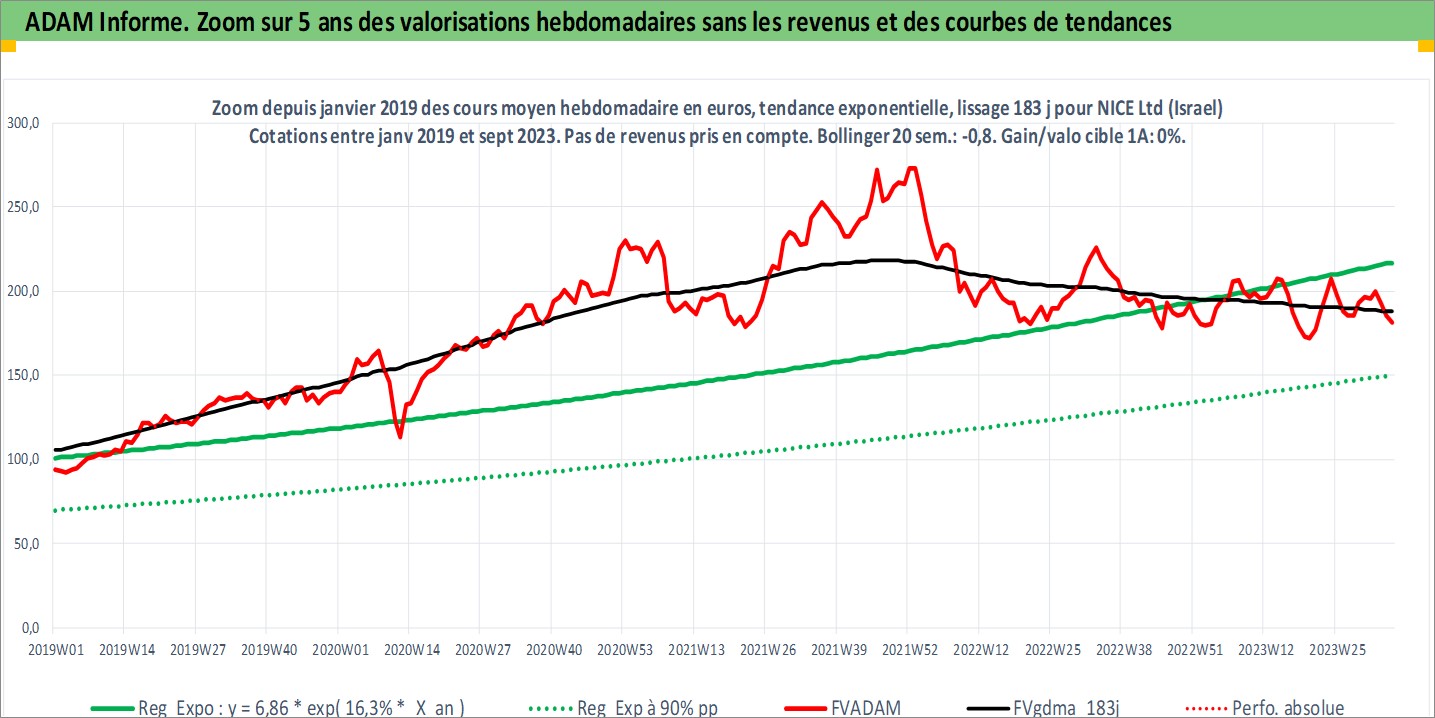 ADAM Informe. Zoom sur 5 ans des valorisations hebdomadaires sans les revenus et des courbes de tendances
Zoom depuis janvier 2019 des cours moyen hebdomadaire en euros, tendance exponentielle, lissage 183 j pour NICE Ltd (Israel)
Cotations entre janv 2019 et sept 2023. Pas de revenus pris en compte. Bollinger 20 sem.: -0,8. Gain/valo cible 1A: 0%.
300,0
250,0
200,0
150,0
100,0
50,0
0,0
2019W01 2019W14 2019W27 2019W40 2020W01 2020W14 2020W27 2020W40 2020W53 2021W13 2021W26 2021W39 2021W52 2022W12 2022W25 2022W38 2022W51 2023W12 2023W25
Reg Expo : y = 6,86 * exp( 16,3% * X an ) Reg Exp à 90% pp FVADAM FVgdma 183j Perfo. absolue